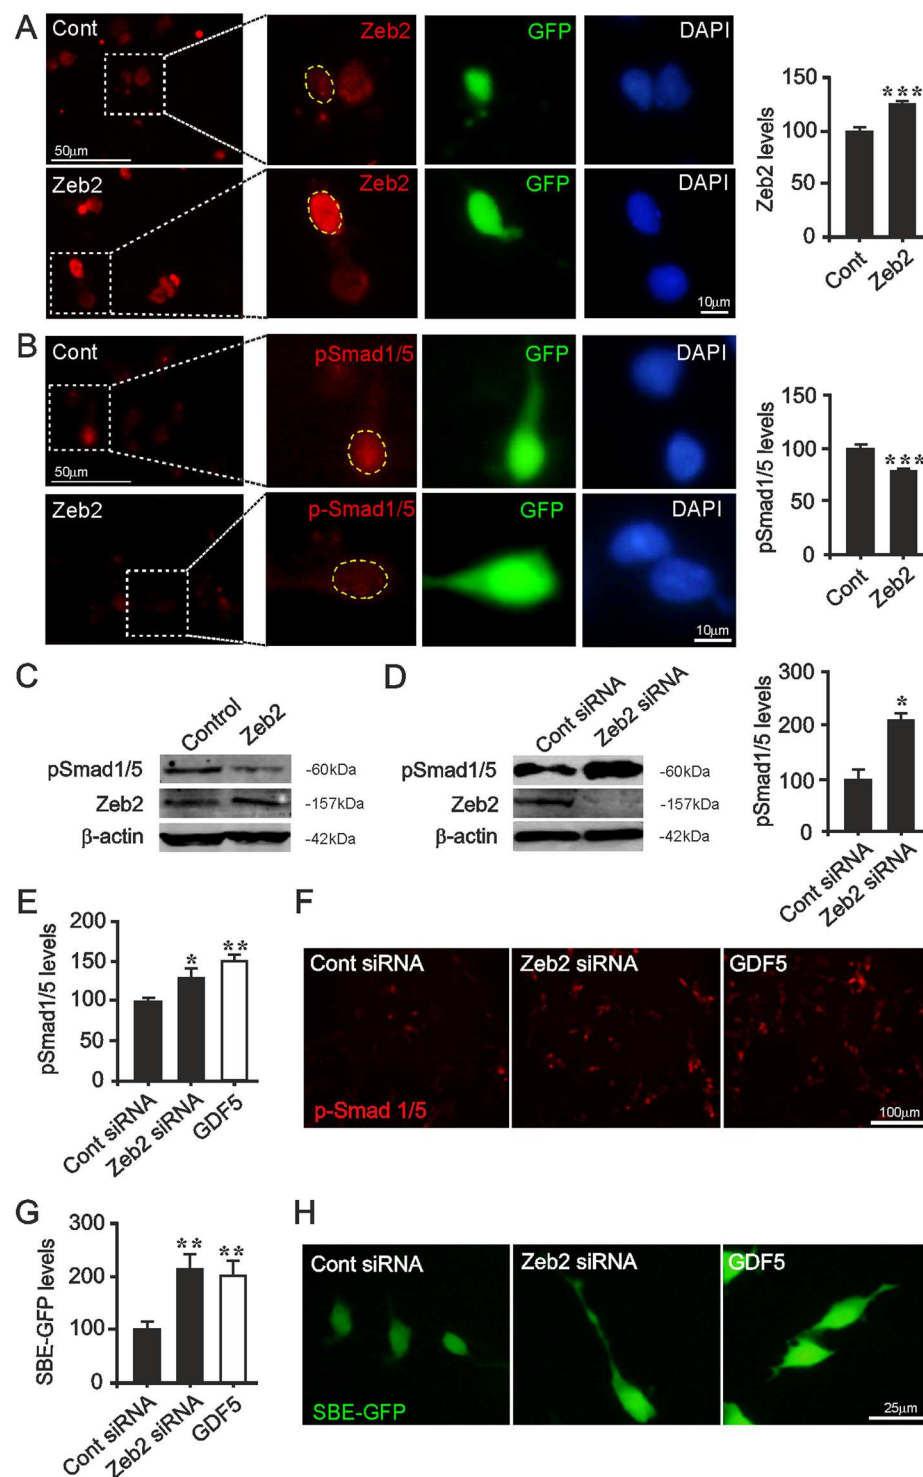 A
Cont
Zeb2
GFP
DAPI
50μm
Zeb2
Zeb2
GFP
DAPI
10μm
150
100
50
0
Zeb2 levels
***
Cont
Zeb2
B
Cont
pSmad1/5
GFP
DAPI
50μm
Zeb2
p-Smad1/5
GFP
DAPI
10μm
150
100
50
0
pSmad1/5 levels
***
Cont
Zeb2
C
Control
Zeb2
pSmad1/5
-60kDa
Zeb2
-157kDa
β-actin
-42kDa
D
Cont siRNA
Zeb2 siRNA
pSmad1/5
-60kDa
Zeb2
-157kDa
β-actin
-42kDa
300
200
100
0
pSmad1/5 levels
*
Cont siRNA
Zeb2 siRNA
E
200
150
100
50
0
pSmad1/5 levels
*
**
Cont siRNA
Zeb2 siRNA
GDF5
F
Cont siRNA
Zeb2 siRNA
GDF5
p-Smad 1/5
100μm
G
300
200
100
0
SBE-GFP levels
**
**
Cont siRNA
Zeb2 siRNA
GDF5
H
Cont siRNA
Zeb2 siRNA
GDF5
SBE-GFP
25μm